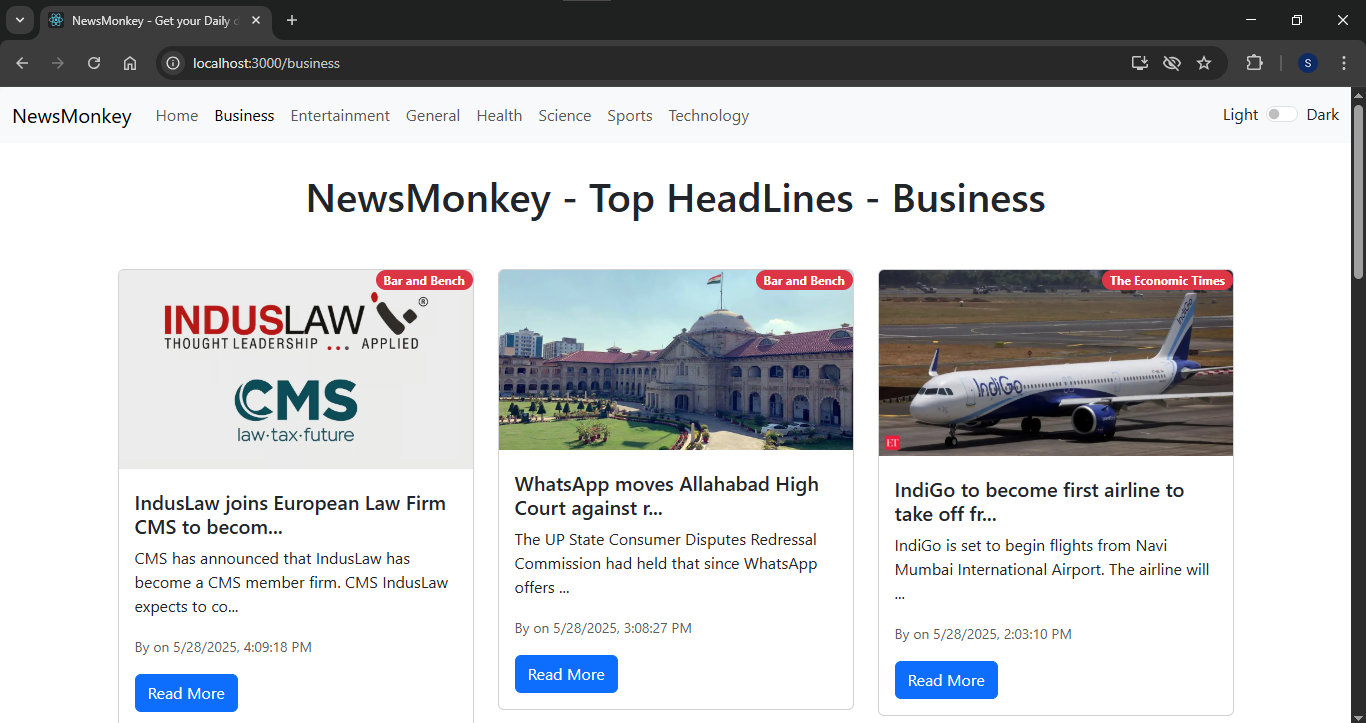 NewsMonkey - Get your Daily d
localhost:3000/business
S
NewsMonkey Home Business Entertainment General Health Science Sports Technology Light Dark
NewsMonkey - Top HeadLines - Business
Bar and Bench
INDUSLAW ®
THOUGHT LEADERSHIP ... APPLIED
CMS
law·tax·future
IndusLaw joins European Law Firm
CMS to becom...
CMS has announced that IndusLaw has
become a CMS member firm. CMS IndusLaw
expects to co...
By on 5/28/2025, 4:09:18 PM
Read More
Bar and Bench
WhatsApp moves Allahabad High
Court against r...
The UP State Consumer Disputes Redressal
Commission had held that since WhatsApp
offers ...
By on 5/28/2025, 3:08:27 PM
Read More
The Economic Times
IndiGo
IndiGo
ET
IndiGo to become first airline to
take off fr...
IndiGo is set to begin flights from Navi
Mumbai International Airport. The airline will
...
By on 5/28/2025, 2:03:10 PM
Read More